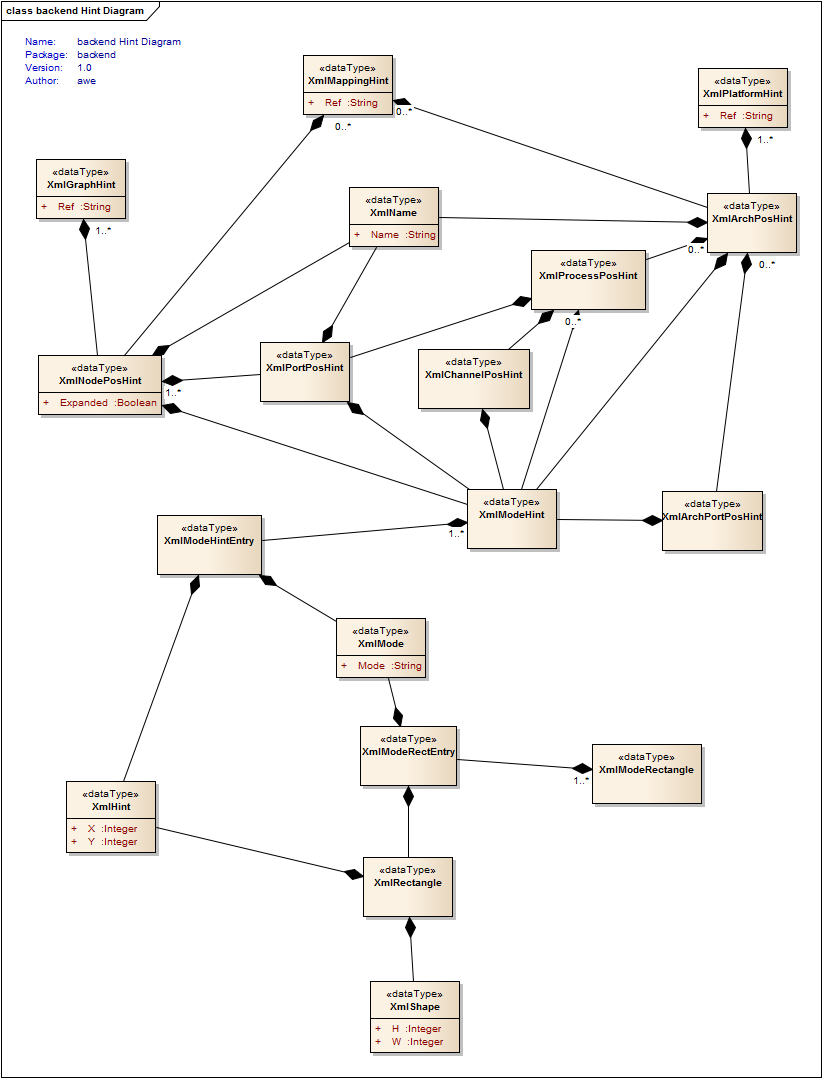 class backend Hint Diagram
Name: backend Hint Diagram
Package: backend
Version: 1.0
Author: awe
«dataType»
XmlMappingHint
+ Ref :String
0..*
0..*
«dataType»
XmlPlatformHint
+ Ref :String
1..*
«dataType»
XmlGraphHint
+ Ref :String
1..*
«dataType»
XmlName
+ Name :String
«dataType»
XmlArchPosHint
0..*
0..*
«dataType»
XmlProcessPosHint
0..*
«dataType»
XmlNodePosHint
+ Expanded :Boolean
1..*
«dataType»
XmlPortPosHint
«dataType»
XmlChannelPosHint
«dataType»
XmlModeHint
1..*
«dataType»
XmlArchPortPosHint
«dataType»
XmlModeHintEntry
«dataType»
XmlMode
+ Mode :String
«dataType»
XmlModeRectEntry
«dataType»
XmlModeRectangle
1..*
«dataType»
XmlHint
+ X :Integer
+ Y :Integer
«dataType»
XmlRectangle
«dataType»
XmlShape
+ H :Integer
+ W :Integer